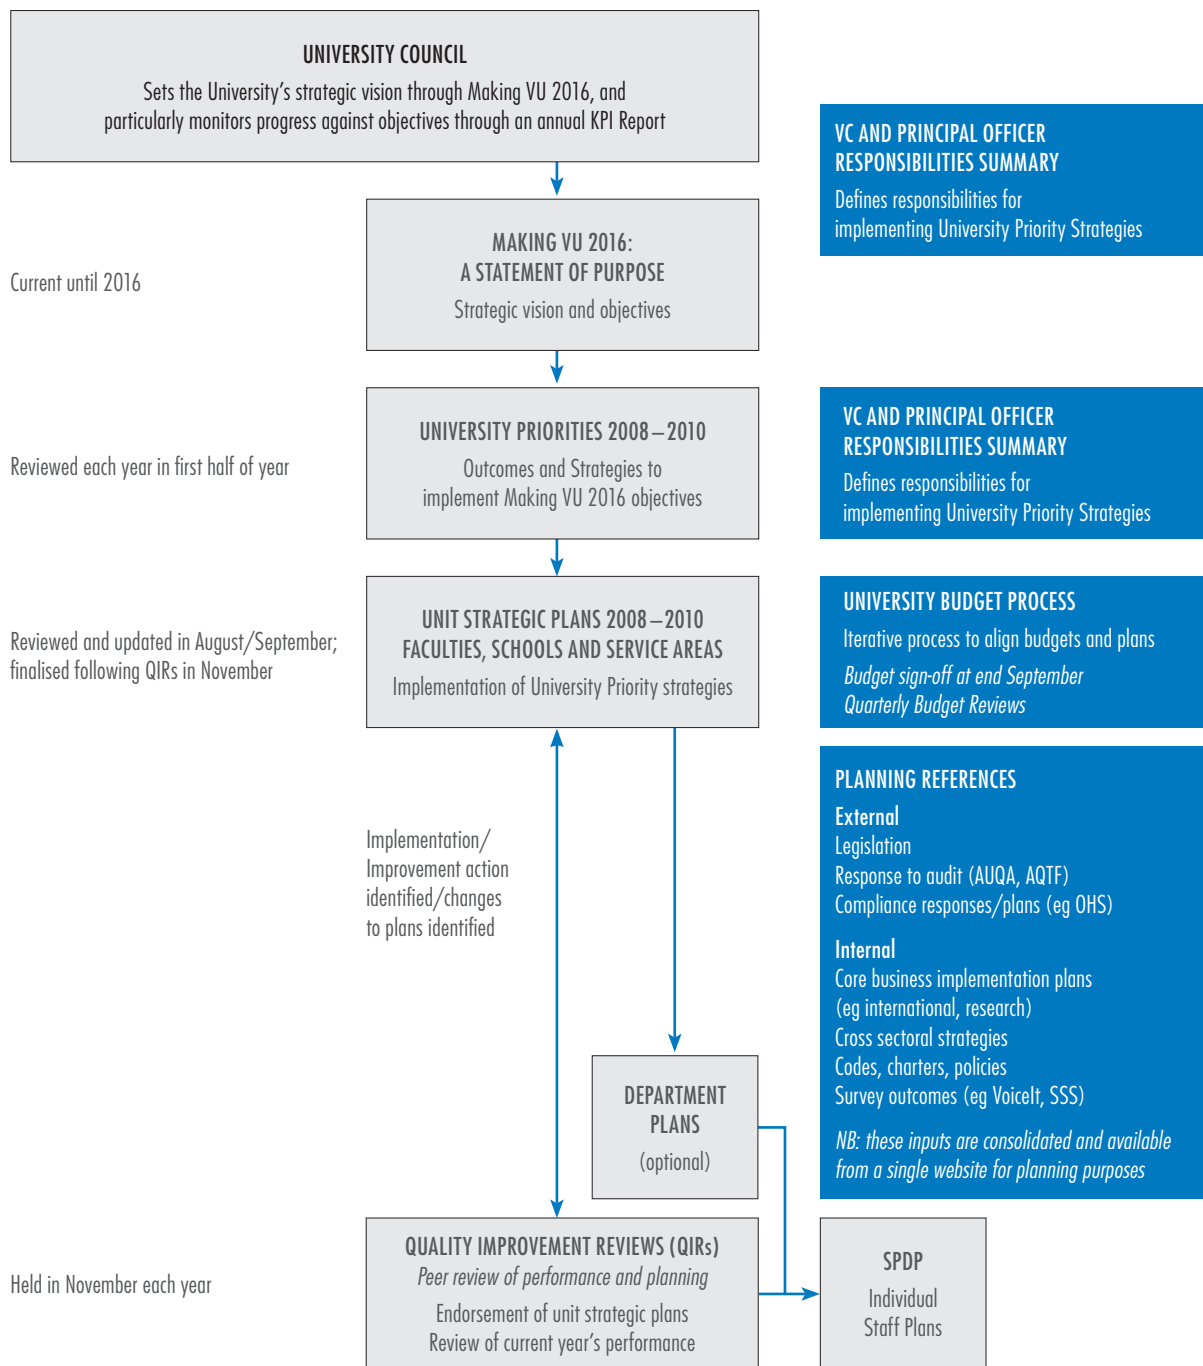 UNIVERSITY COUNCIL
Sets the University's strategic vision through Making VU 2016, and
particularly monitors progress against objectives through an annual KPI Report
VC AND PRINCIPAL OFFICER
RESPONSIBILITIES SUMMARY
Defines responsibilities for
implementing University Priority Strategies
Current until 2016
MAKING VU 2016:
A STATEMENT OF PURPOSE
Strategic vision and objectives
Reviewed each year in first half of year
UNIVERSITY PRIORITIES 2008–2010
Outcomes and Strategies to
implement Making VU 2016 objectives
VC AND PRINCIPAL OFFICER
RESPONSIBILITIES SUMMARY
Defines responsibilities for
implementing University Priority Strategies
Reviewed and updated in August/September;
finalised following QIRs in November
UNIT STRATEGIC PLANS 2008–2010
FACULTIES, SCHOOLS AND SERVICE AREAS
Implementation of University Priority strategies
UNIVERSITY BUDGET PROCESS
Iterative process to align budgets and plans
Budget sign-off at end September
Quarterly Budget Reviews
Implementation/
Improvement action
identified/changes
to plans identified
PLANNING REFERENCES
External
Legislation
Response to audit (AUQA, AQTF)
Compliance responses/plans (eg OHS)
Internal
Core business implementation plans
(eg international, research)
Cross sectoral strategies
Codes, charters, policies
Survey outcomes (eg VoiceIt, SSS)
NB: these inputs are consolidated and available
from a single website for planning purposes
DEPARTMENT
PLANS
(optional)
Held in November each year
QUALITY IMPROVEMENT REVIEWS (QIRs)
Peer review of performance and planning
Endorsement of unit strategic plans
Review of current year's performance
SPDP
Individual
Staff Plans